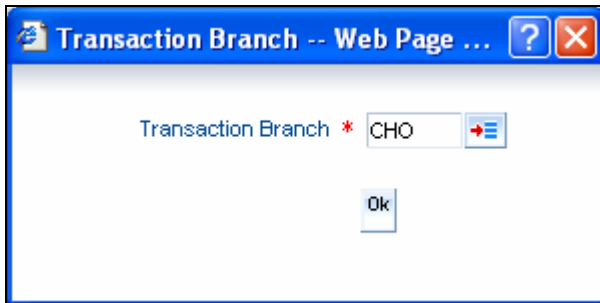 Transaction Branch -- Web Page ...
Transaction Branch * CHO
Ok